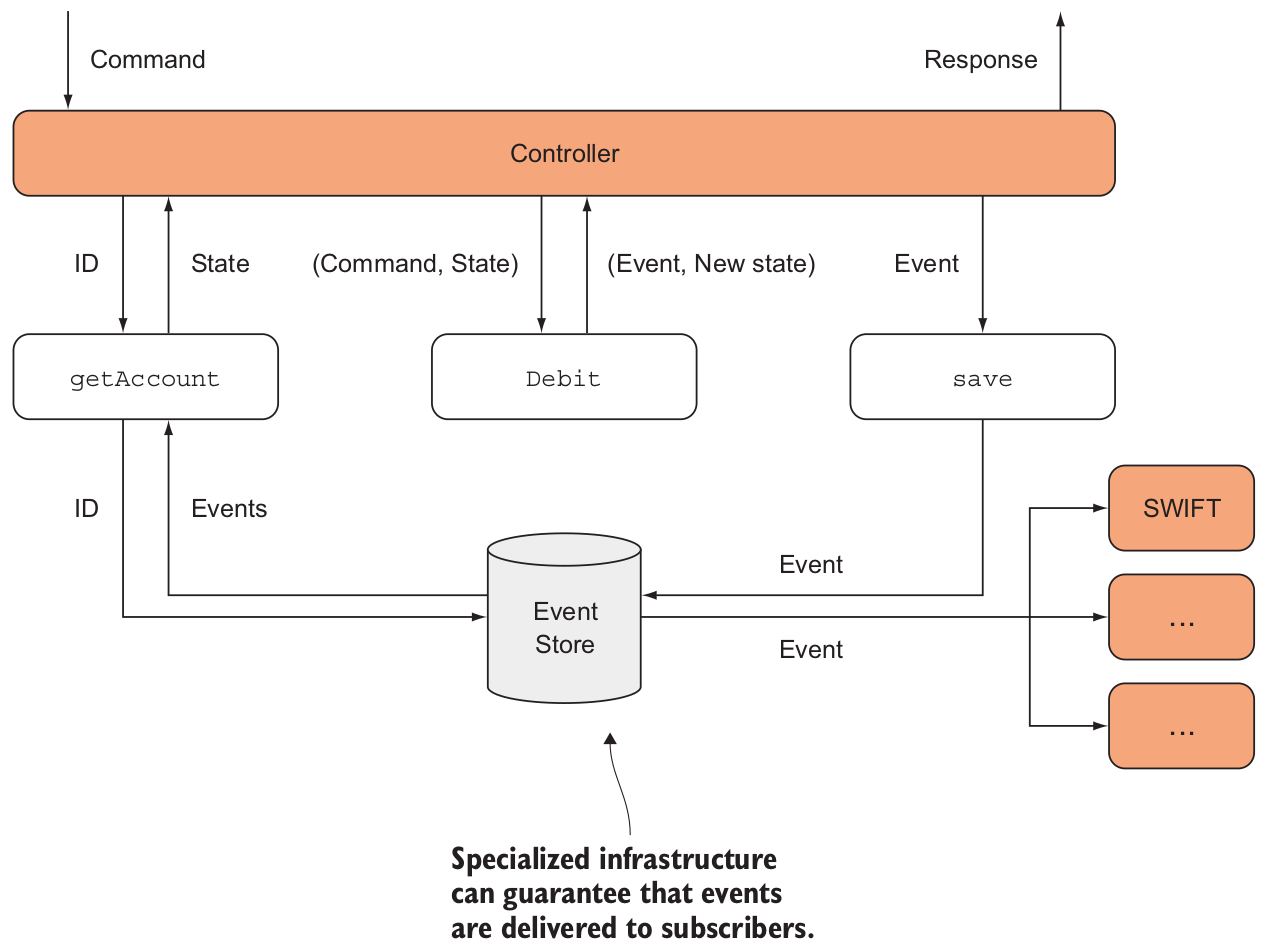 Command
Response
Controller
ID
State
(Command, State)
(Event, New state)
Event
getAccount
Debit
save
ID
Events
SWIFT
Event
Event
Store
...
Event
...
Specialized infrastructure
can guarantee that events
are delivered to subscribers.